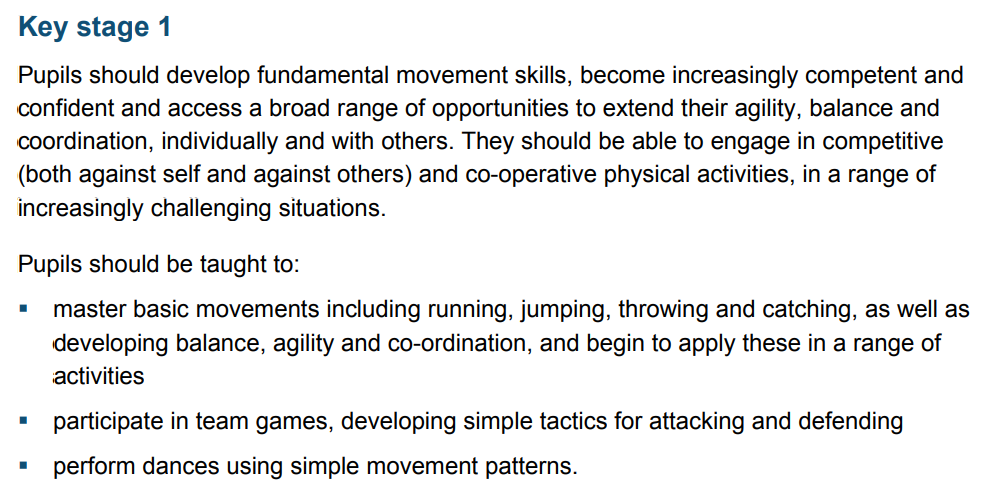 Key stage 1
Pupils should develop fundamental movement skills, become increasingly competent and
confident and access a broad range of opportunities to extend their agility, balance and
coordination, individually and with others. They should be able to engage in competitive
(both against self and against others) and co-operative physical activities, in a range of
increasingly challenging situations.
Pupils should be taught to:
▪ master basic movements including running, jumping, throwing and catching, as well as
developing balance, agility and co-ordination, and begin to apply these in a range of
activities
▪ participate in team games, developing simple tactics for attacking and defending
▪ perform dances using simple movement patterns.